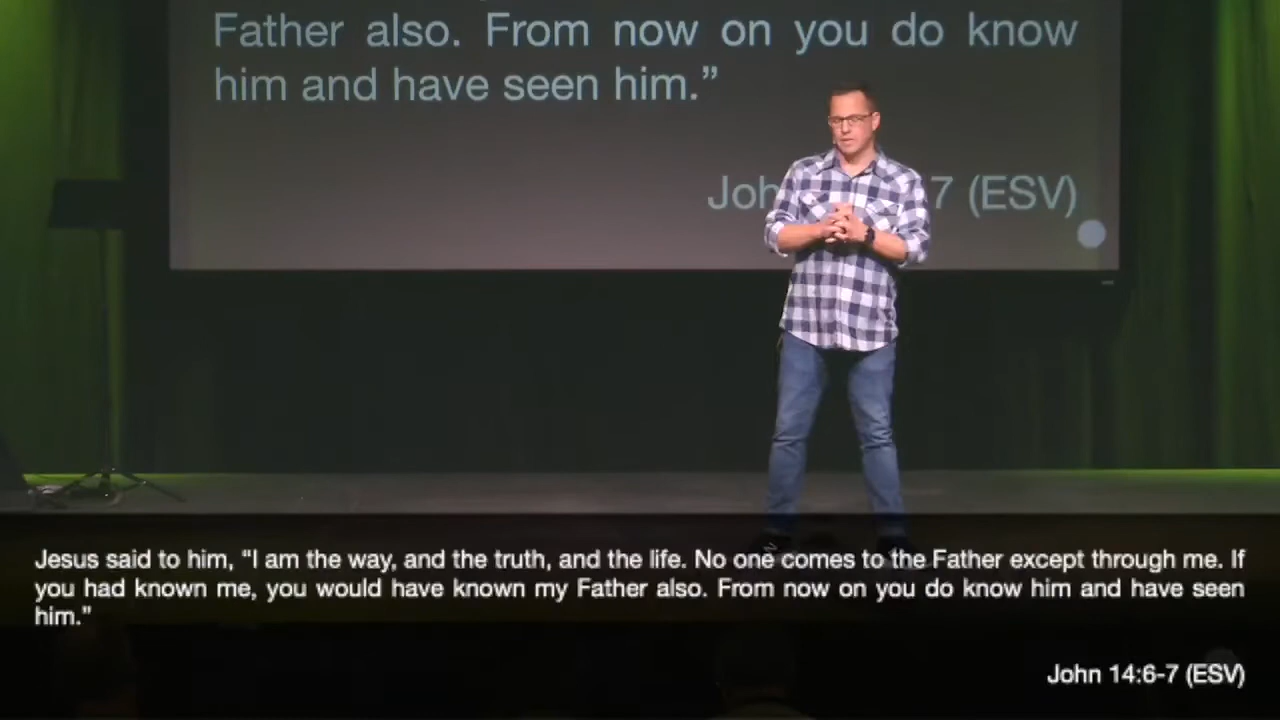 Father also. From now on you do know
him and have seen him.”
7 (ESV)
Jesus said to him, “I am the way, and the truth, and the life. No one comes to the Father except through me. If
you had known me, you would have known my Father also. From now on you do know him and have seen
him.”
John 14:6-7 (ESV)